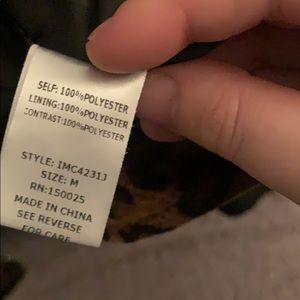 SELF: 100%POLYESTER
LINING:100%POLYESTER
CONTRAST:100%POLYESTER
STYLE: IMC4231J
SIZE: M
RN:150025
MADE IN CHINA
SEE REVERSE
FOR CARE